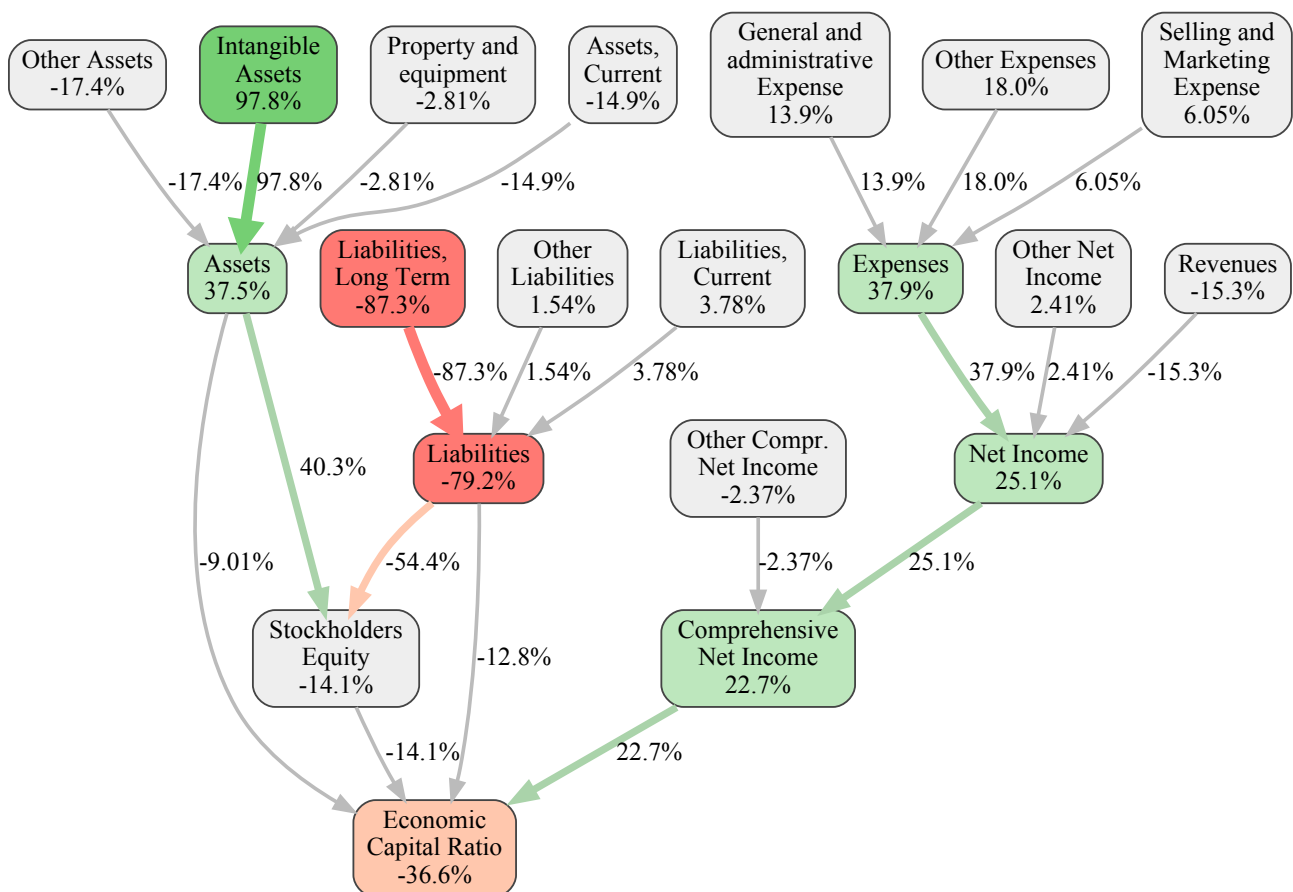 Other Assets
-17.4%
Intangible
Assets
97.8%
Property and
equipment
-2.81%
Assets,
Current
-14.9%
General and
administrative
Expense
13.9%
Other Expenses
18.0%
Selling and
Marketing
Expense
6.05%
-17.4%
97.8%
-2.81%
-14.9%
13.9%
18.0%
6.05%
Assets
37.5%
Liabilities,
Long Term
-87.3%
Other
Liabilities
1.54%
Liabilities,
Current
3.78%
Expenses
37.9%
Other Net
Income
2.41%
Revenues
-15.3%
-87.3%
1.54%
3.78%
37.9%
2.41%
-15.3%
40.3%
Liabilities
-79.2%
Other Compr.
Net Income
-2.37%
Net Income
25.1%
-9.01%
-54.4%
-2.37%
25.1%
Stockholders
Equity
-14.1%
-12.8%
Comprehensive
Net Income
22.7%
-14.1%
22.7%
Economic
Capital Ratio
-36.6%